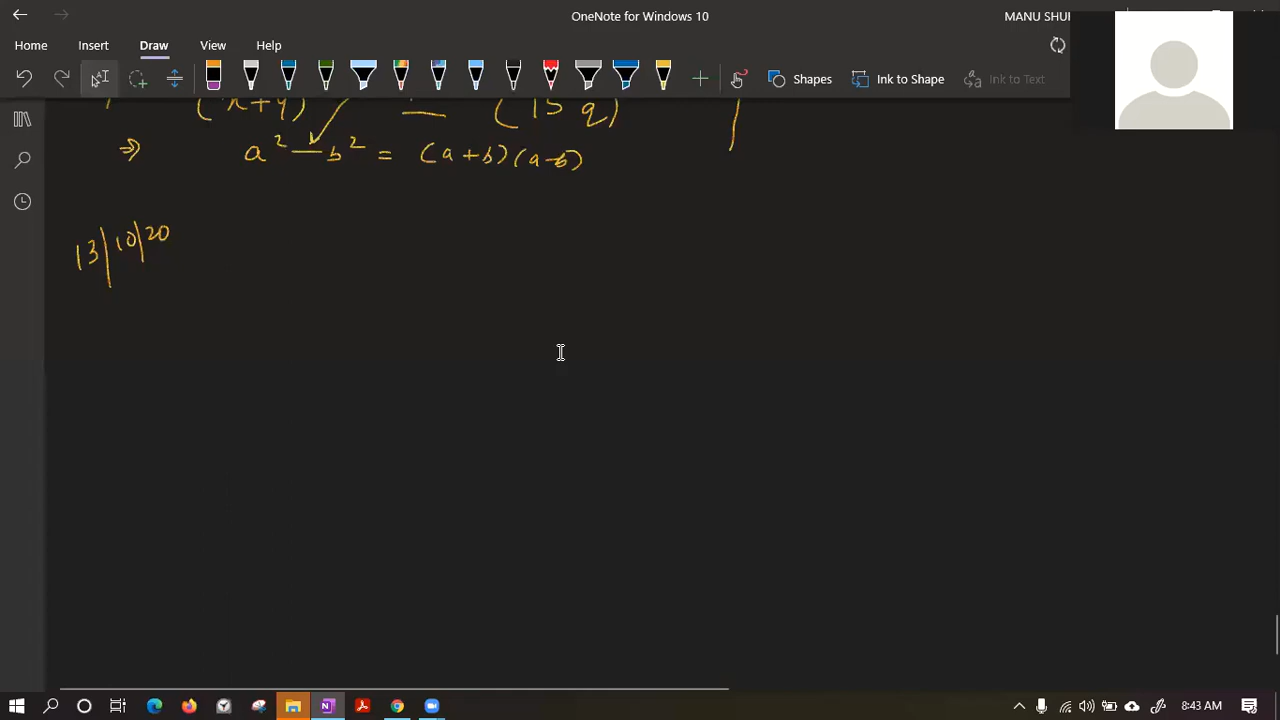 OneNote for Windows 10
MANU SHUK
Home Insert Draw View Help
Shapes Ink to Shape Ink to Text
(x+y) (15 q)
⇒ a² — b² = (a+b)(a-b)
13|10|20
8:43 AM